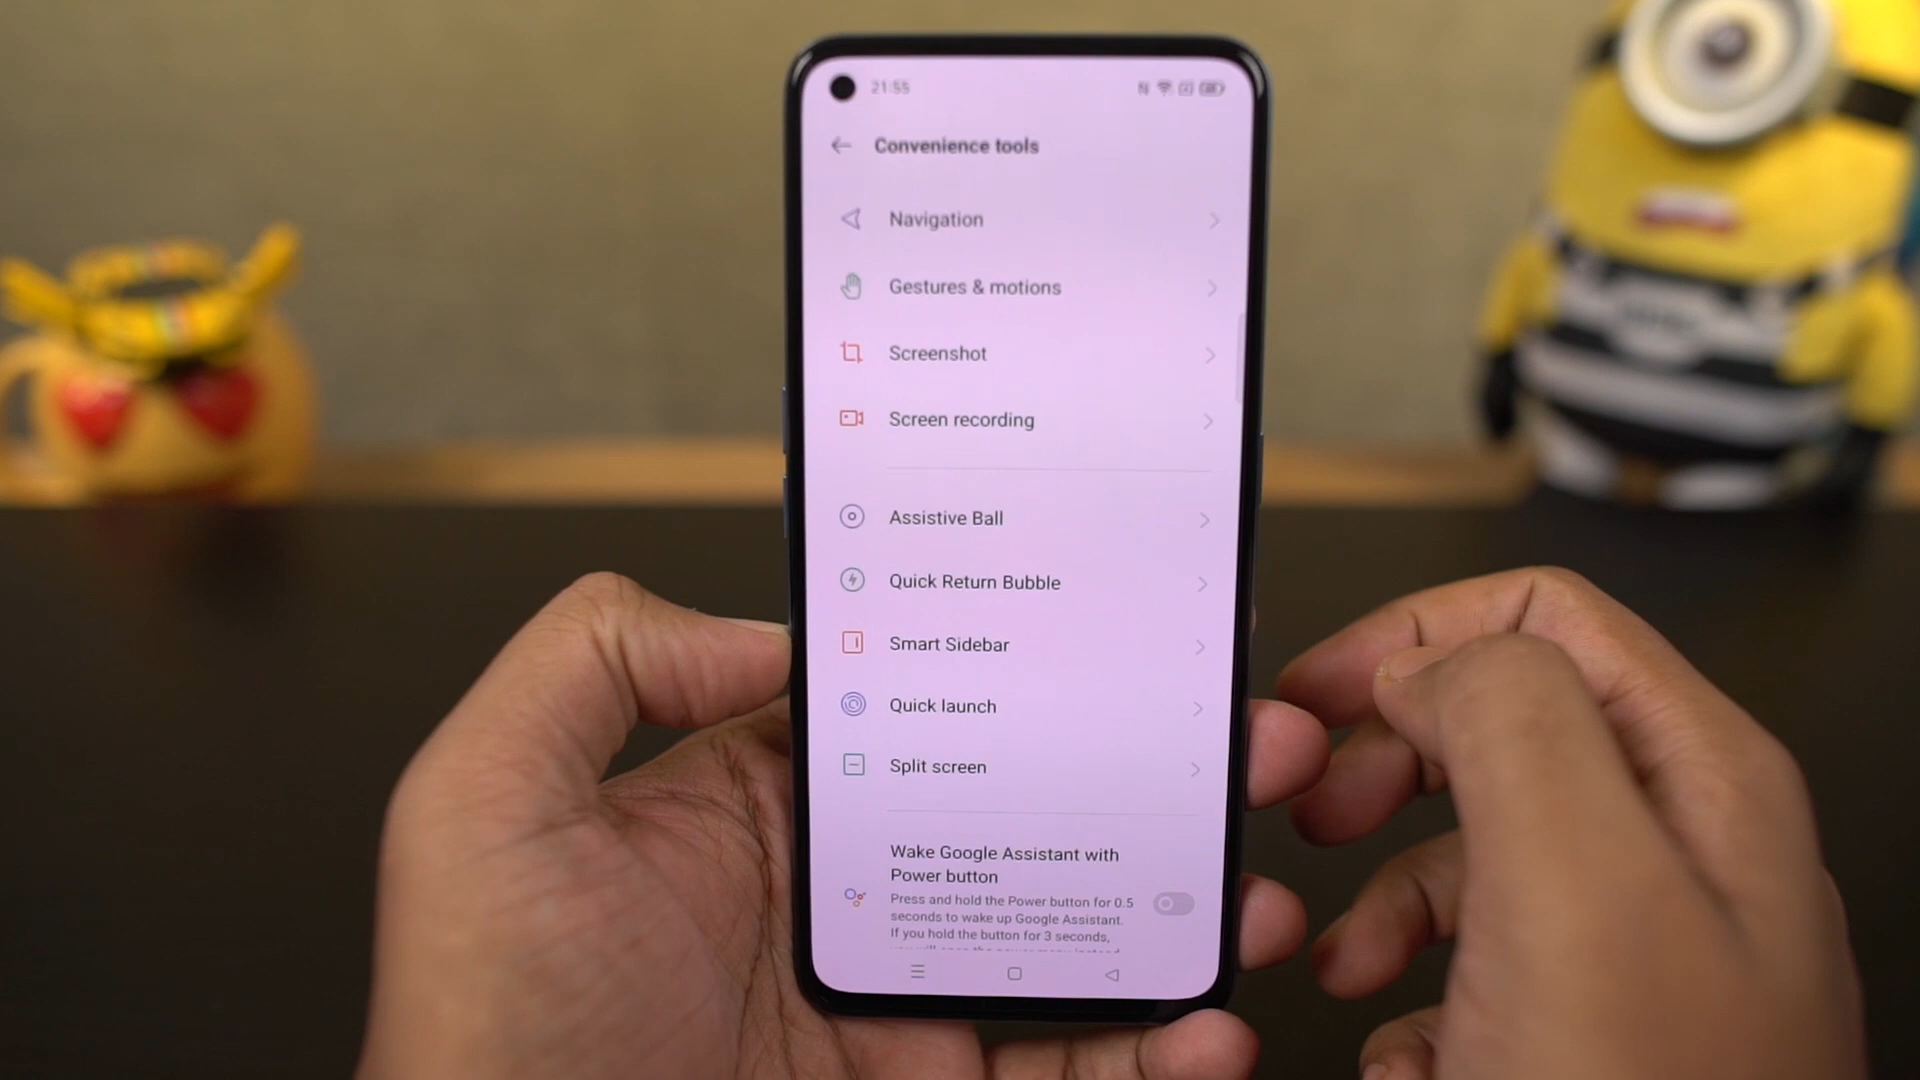 21:55
Convenience tools
Navigation
Gestures & motions
Screenshot
Screen recording
Assistive Ball
Quick Return Bubble
Smart Sidebar
Quick launch
Split screen
Wake Google Assistant with
Power button
Press and hold the Power button for 0.5
seconds to wake up Google Assistant.
If you hold the button for 3 seconds,